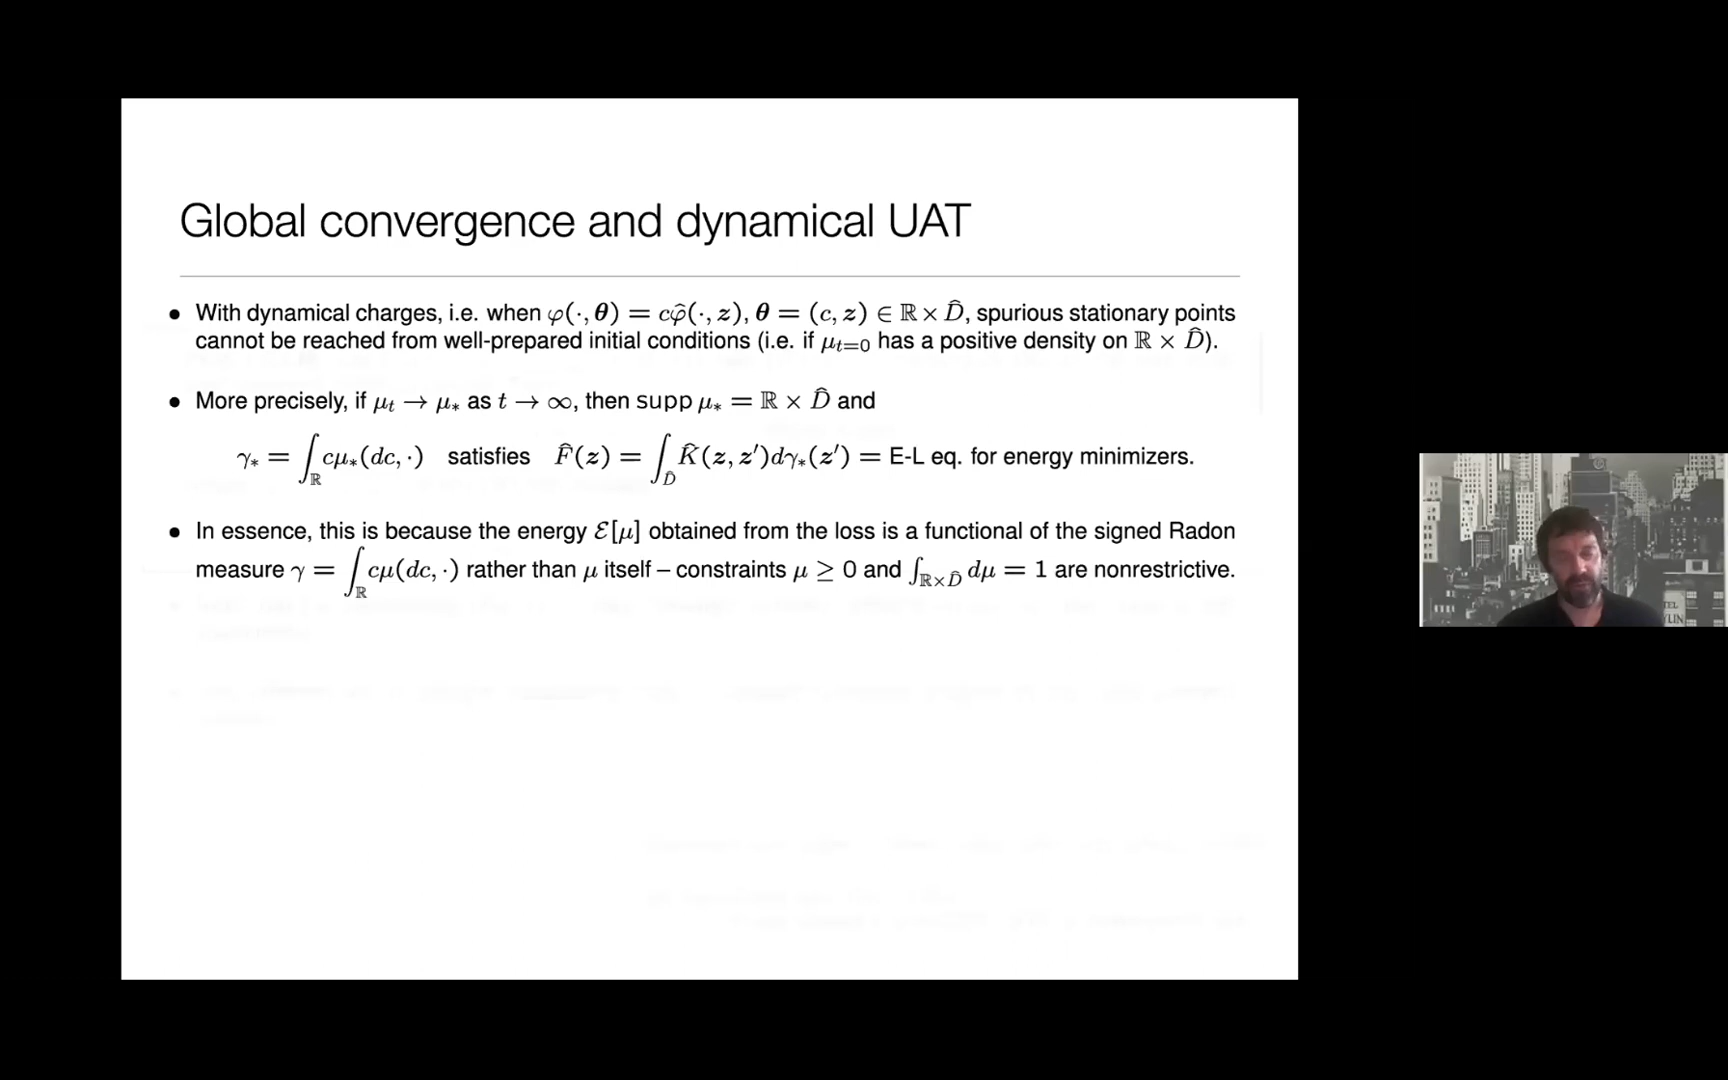 Global convergence and dynamical UAT
• With dynamical charges, i.e. when φ(·, θ) = cφ̂(·, z), θ = (c, z) ∈ ℝ × D̂, spurious stationary points
cannot be reached from well-prepared initial conditions (i.e. if μ_{t=0} has a positive density on ℝ × D̂).
• More precisely, if μ_t → μ_* as t → ∞, then supp μ_* = ℝ × D̂ and
γ_* = ∫_ℝ cμ_*(dc, ·) satisfies F̂(z) = ∫_D̂ K̂(z, z′)dγ_*(z′) = E-L eq. for energy minimizers.
• In essence, this is because the energy ℰ[μ] obtained from the loss is a functional of the signed Radon
measure γ = ∫_ℝ cμ(dc, ·) rather than μ itself – constraints μ ≥ 0 and ∫_{ℝ×D̂} dμ = 1 are nonrestrictive.
TEL
YLIN